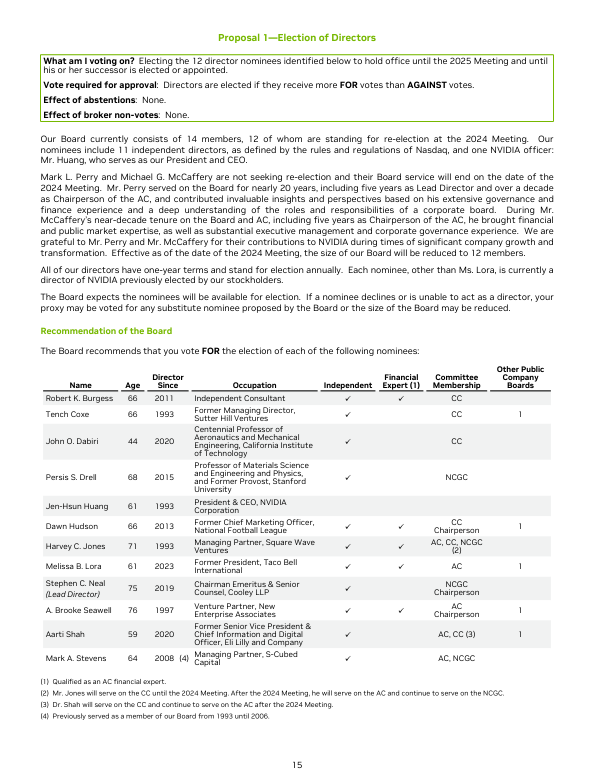 Proposal 1—Election of Directors
What am I voting on? Electing the 12 director nominees identified below to hold office until the 2025 Meeting and until
his or her successor is elected or appointed.
Vote required for approval: Directors are elected if they receive more FOR votes than AGAINST votes.
Effect of abstentions: None.
Effect of broker non-votes: None.
Our Board currently consists of 14 members, 12 of whom are standing for re-election at the 2024 Meeting. Our
nominees include 11 independent directors, as defined by the rules and regulations of Nasdaq, and one NVIDIA officer:
Mr. Huang, who serves as our President and CEO.
Mark L. Perry and Michael G. McCaffery are not seeking re-election and their Board service will end on the date of the
2024 Meeting. Mr. Perry served on the Board for nearly 20 years, including five years as Lead Director and over a decade
as Chairperson of the AC, and contributed invaluable insights and perspectives based on his extensive governance and
finance experience and a deep understanding of the roles and responsibilities of a corporate board. During Mr.
McCaffery's near-decade tenure on the Board and AC, including five years as Chairperson of the AC, he brought financial
and public market expertise, as well as substantial executive management and corporate governance experience. We are
grateful to Mr. Perry and Mr. McCaffery for their contributions to NVIDIA during times of significant company growth and
transformation. Effective as of the date of the 2024 Meeting, the size of our Board will be reduced to 12 members.
All of our directors have one-year terms and stand for election annually. Each nominee, other than Ms. Lora, is currently a
director of NVIDIA previously elected by our stockholders.
The Board expects the nominees will be available for election. If a nominee declines or is unable to act as a director, your
proxy may be voted for any substitute nominee proposed by the Board or the size of the Board may be reduced.
Recommendation of the Board
The Board recommends that you vote FOR the election of each of the following nominees:
Name Age Director Since Occupation Independent Financial Expert (1) Committee Membership Other Public Company Boards
Robert K. Burgess 66 2011 Independent Consultant ✓ ✓ CC
Tench Coxe 66 1993 Former Managing Director, Sutter Hill Ventures ✓ CC 1
John O. Dabiri 44 2020 Centennial Professor of Aeronautics and Mechanical Engineering, California Institute of Technology ✓ CC
Persis S. Drell 68 2015 Professor of Materials Science and Engineering and Physics, and Former Provost, Stanford University ✓ NCGC
Jen-Hsun Huang 61 1993 President & CEO, NVIDIA Corporation
Dawn Hudson 66 2013 Former Chief Marketing Officer, National Football League ✓ ✓ CC Chairperson 1
Harvey C. Jones 71 1993 Managing Partner, Square Wave Ventures ✓ ✓ AC, CC, NCGC (2)
Melissa B. Lora 61 2023 Former President, Taco Bell International ✓ ✓ AC 1
Stephen C. Neal (Lead Director) 75 2019 Chairman Emeritus & Senior Counsel, Cooley LLP ✓ NCGC Chairperson
A. Brooke Seawell 76 1997 Venture Partner, New Enterprise Associates ✓ ✓ AC Chairperson 1
Aarti Shah 59 2020 Former Senior Vice President & Chief Information and Digital Officer, Eli Lilly and Company ✓ AC, CC (3) 1
Mark A. Stevens 64 2008 (4) Managing Partner, S-Cubed Capital ✓ AC, NCGC
(1) Qualified as an AC financial expert.
(2) Mr. Jones will serve on the CC until the 2024 Meeting. After the 2024 Meeting, he will serve on the AC and continue to serve on the NCGC.
(3) Dr. Shah will serve on the CC and continue to serve on the AC after the 2024 Meeting.
(4) Previously served as a member of our Board from 1993 until 2006.
15